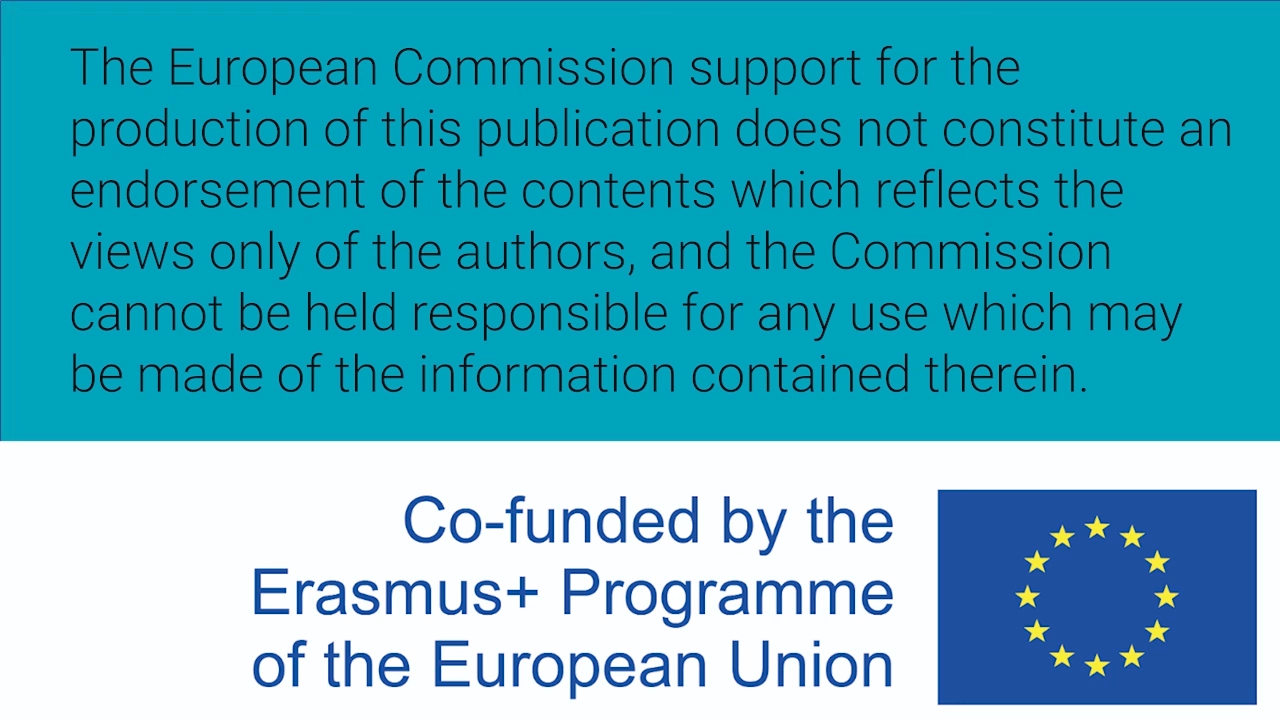 The European Commission support for the
production of this publication does not constitute an
endorsement of the contents which reflects the
views only of the authors, and the Commission
cannot be held responsible for any use which may
be made of the information contained therein.
Co-funded by the
Erasmus+ Programme
of the European Union